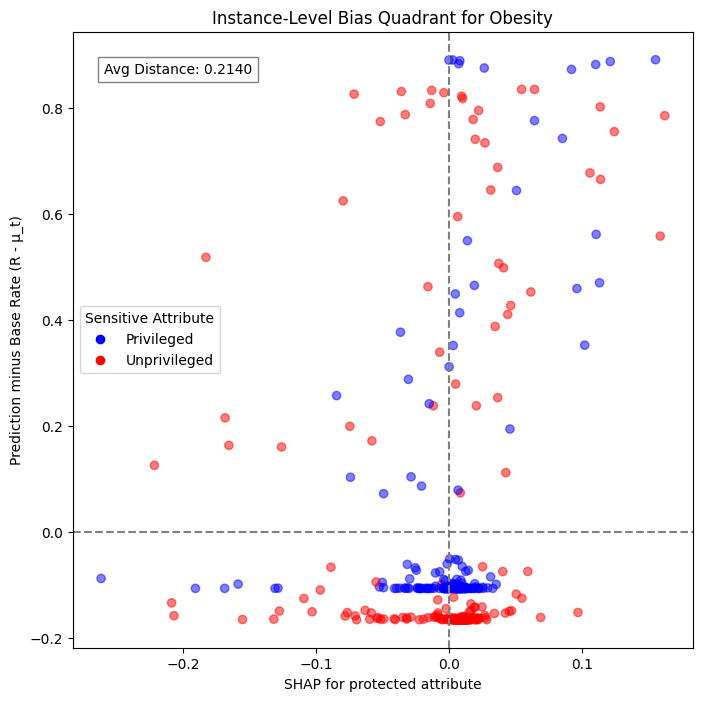 Instance-Level Bias Quadrant for Obesity
Avg Distance: 0.2140
Prediction minus Base Rate (R - μ_t)
0.8
0.6
0.4
0.2
0.0
−0.2
Sensitive Attribute
Privileged
Unprivileged
−0.2
−0.1
0.0
0.1
SHAP for protected attribute